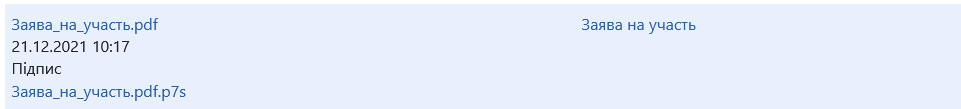 Заява_на_участь.pdf
Заява на участь
21.12.2021 10:17
Підпис
Заява_на_участь.pdf.p7s